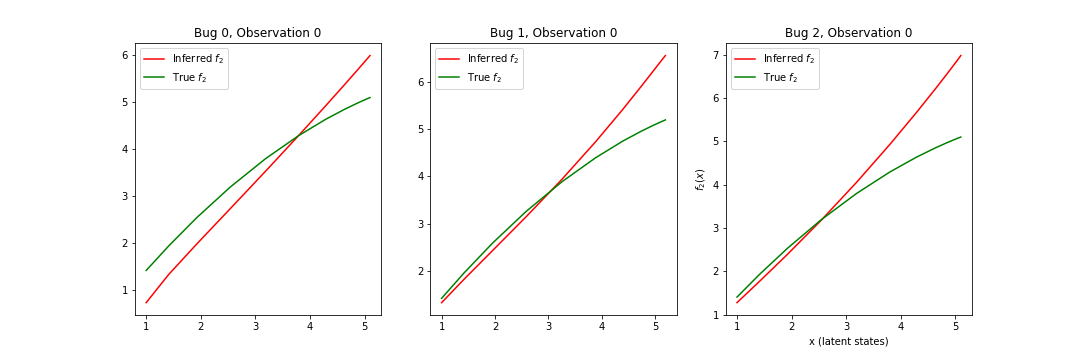 Bug 0, Observation 0
Inferred f₂
True f₂
6
5
4
3
2
1
1 2 3 4 5
Bug 1, Observation 0
Inferred f₂
True f₂
6
5
4
3
2
1 2 3 4 5
Bug 2, Observation 0
Inferred f₂
True f₂
f₂(x)
7
6
5
4
3
2
1
1 2 3 4 5
x (latent states)